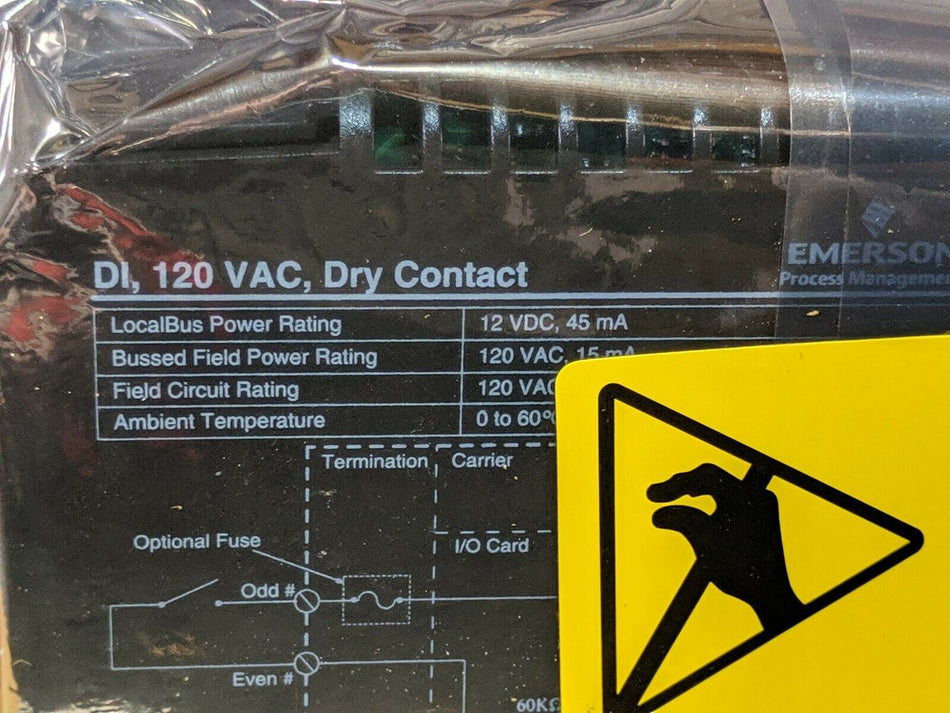 EMERSON
Process Manageme
DI, 120 VAC, Dry Contact
LocalBus Power Rating 12 VDC, 45 mA
Bussed Field Power Rating 120 VAC, 15 mA
Field Circuit Rating 120 VAC
Ambient Temperature 0 to 60°
Termination Carrier
Optional Fuse
I/O Card
Odd #
Even #
60KΩ